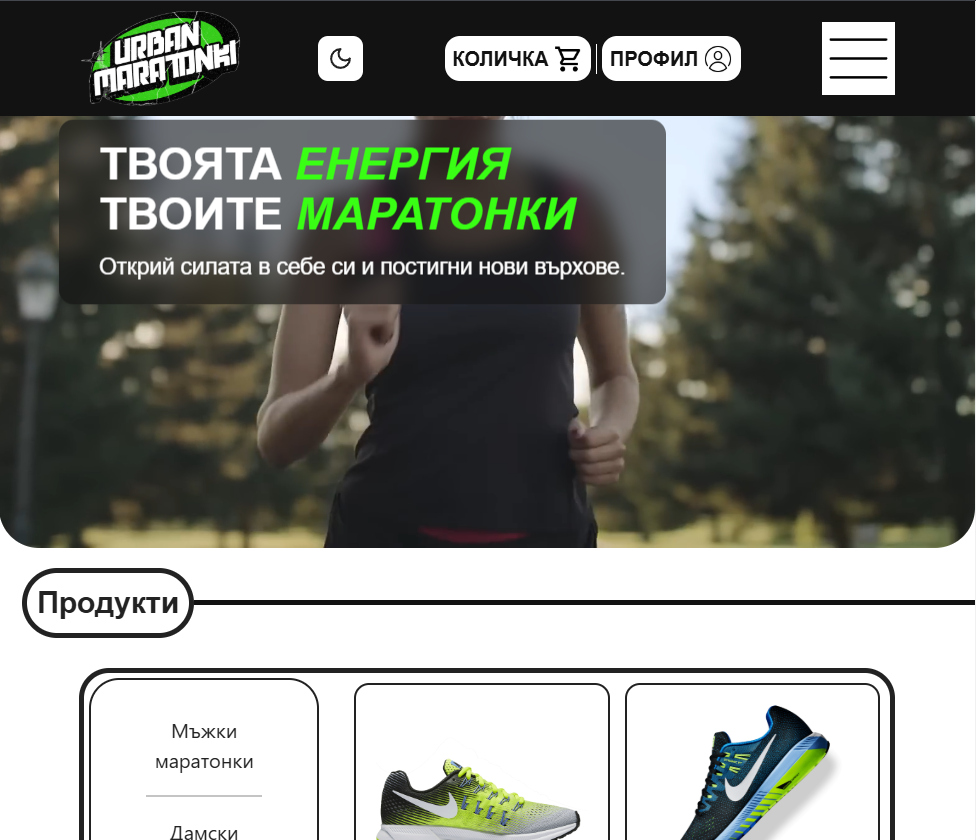 URBAN
MARATONKI
КОЛИЧКА
ПРОФИЛ
ТВОЯТА ЕНЕРГИЯ
ТВОИТЕ МАРАТОНКИ
Открий силата в себе си и постигни нови върхове.
Продукти
Мъжки
маратонки
Дамски